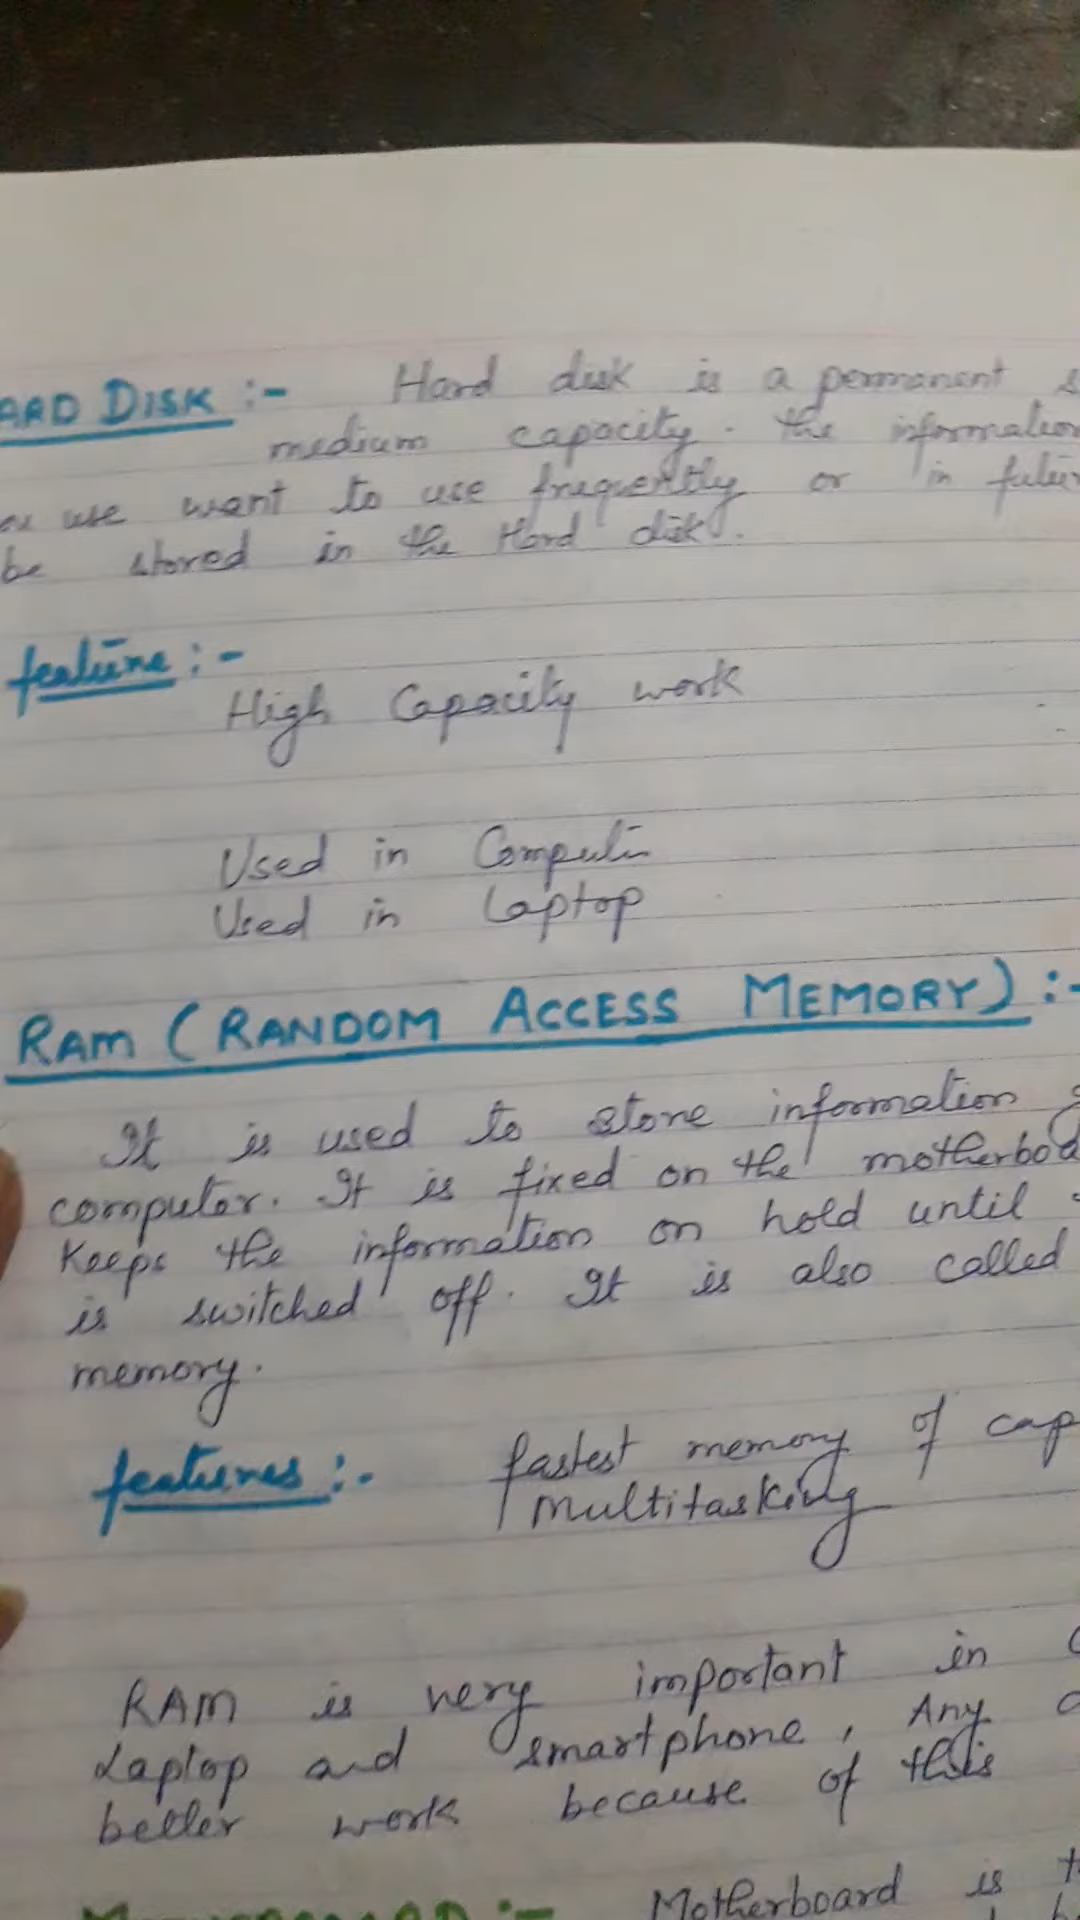 ARD DISK :- Hard disk is a permanent s
medium capacity. the information
we want to use frequently or in futur
be stored in the Hard disk.
feature :-
High Capacity work
Used in Computer
Used in Laptop
RAM (RANDOM ACCESS MEMORY) :-
It is used to store information
computer. It is fixed on the motherboa
Keeps the information on hold until
is switched off. It is also called
memory.
features :- fastest memory of cap
multitasking
RAM is very important in
Laptop and smartphone, Any
better work because of this
:- Motherboard is